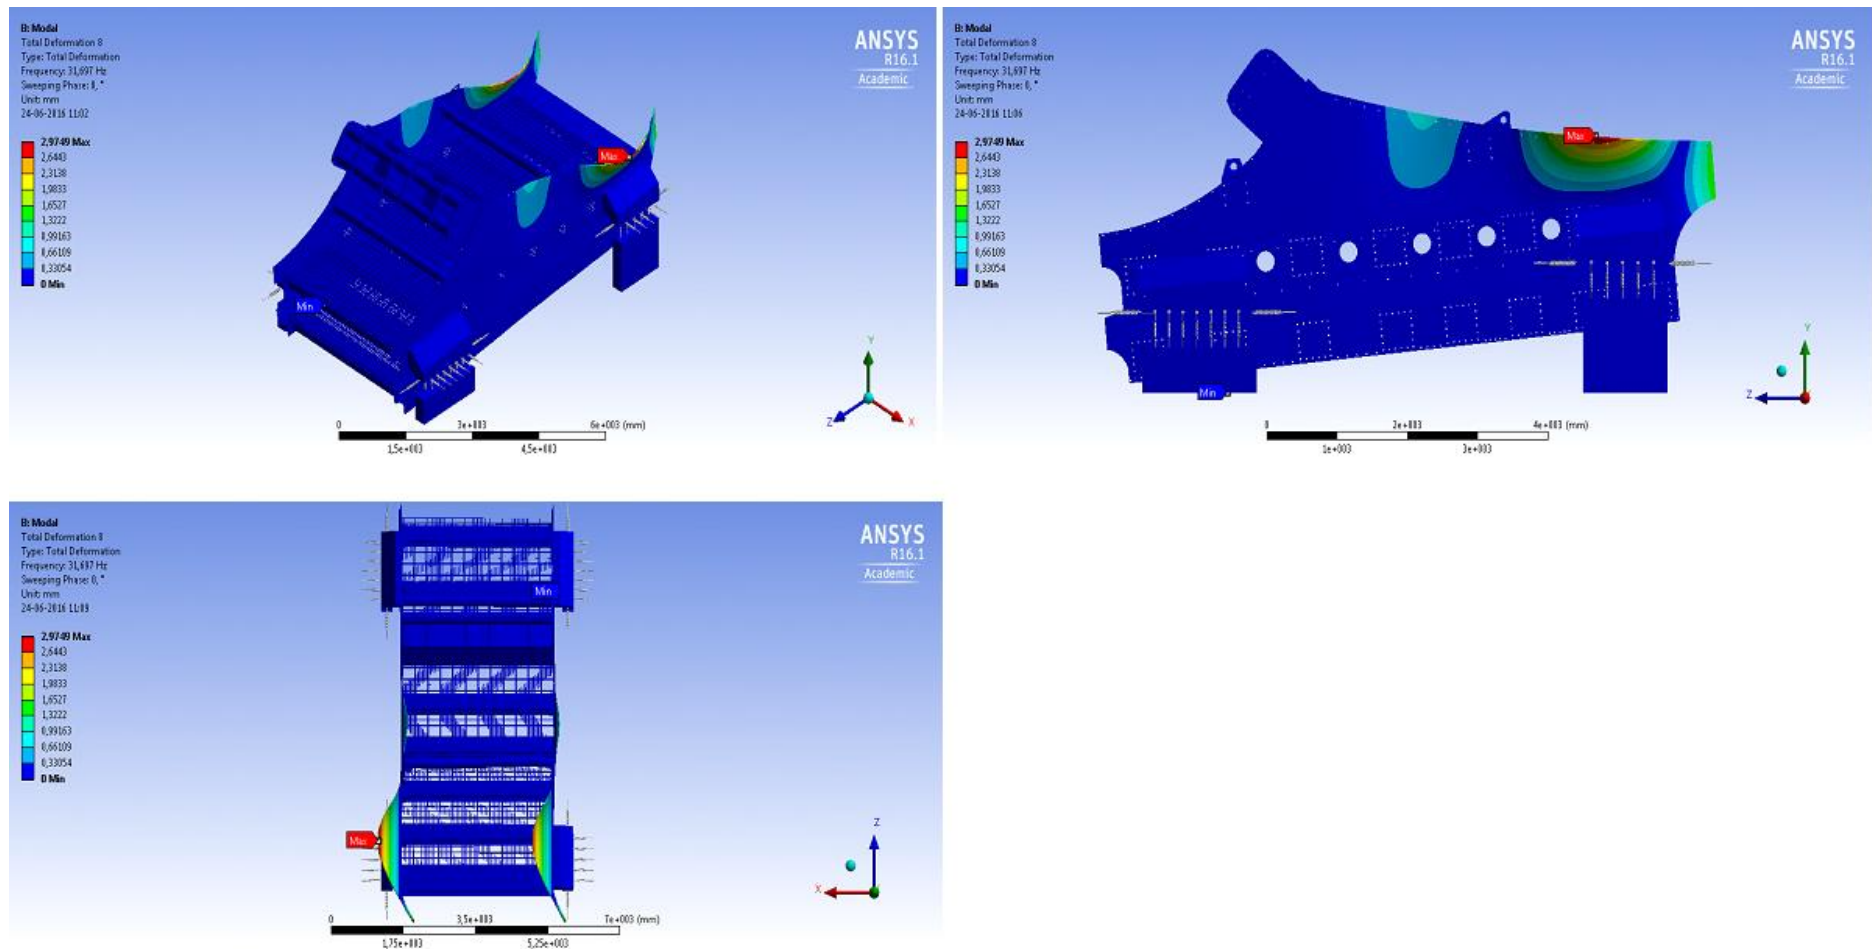 B: Modal
Total Deformation 8
Type: Total Deformation
Frequency: 31,697 Hz
Sweeping Phase: 0, °
Unit: mm
24-06-2016 11:02
2,9749 Max
2,6443
2,3138
1,9833
1,6527
1,3222
0,99163
0,66109
0,33054
0 Min
ANSYS
R16.1
Academic
Max
Min
Y
Z
X
0
3e+003
6e+003 (mm)
1,5e+003
4,5e+003
B: Modal
Total Deformation 8
Type: Total Deformation
Frequency: 31,697 Hz
Sweeping Phase: 0, °
Unit: mm
24-06-2016 11:06
2,9749 Max
2,6443
2,3138
1,9833
1,6527
1,3222
0,99163
0,66109
0,33054
0 Min
ANSYS
R16.1
Academic
Max
Min
Y
Z
0
2e+003
4e+003 (mm)
1e+003
3e+003
B: Modal
Total Deformation 8
Type: Total Deformation
Frequency: 31,697 Hz
Sweeping Phase: 0, °
Unit: mm
24-06-2016 11:09
2,9749 Max
2,6443
2,3138
1,9833
1,6527
1,3222
0,99163
0,66109
0,33054
0 Min
ANSYS
R16.1
Academic
Min
Max
Z
X
0
3,5e+003
7e+003 (mm)
1,75e+003
5,25e+003